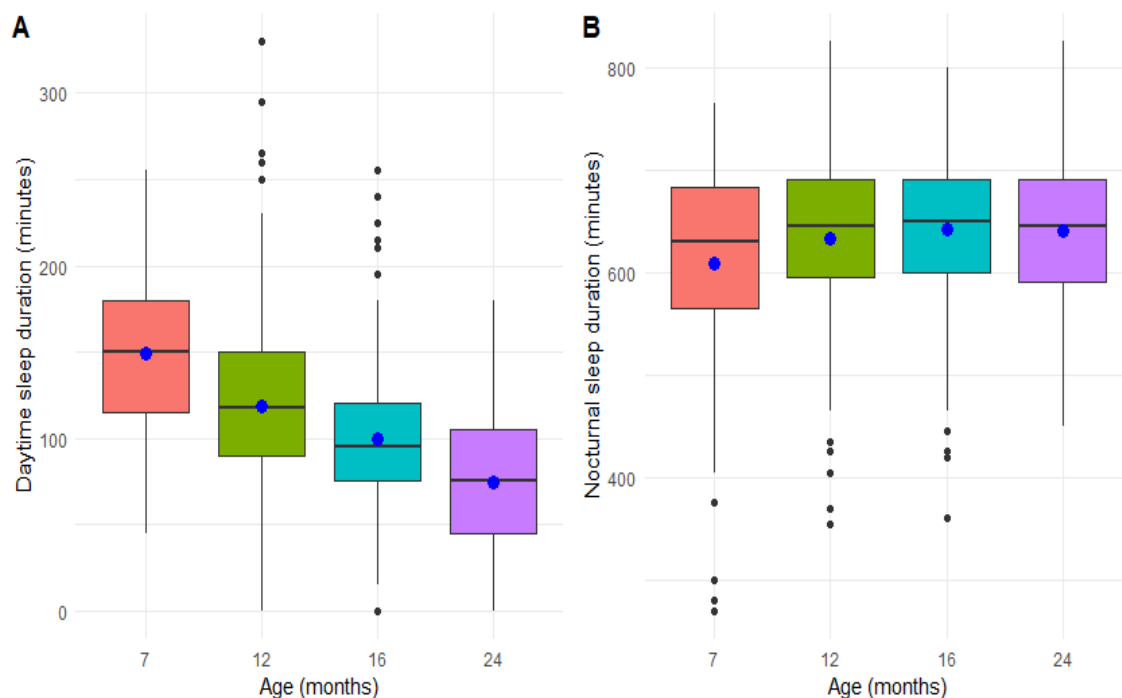 A
Daytime sleep duration (minutes)
300
200
100
0
7 12 16 24
Age (months)
B
Nocturnal sleep duration (minutes)
800
600
400
7 12 16 24
Age (months)